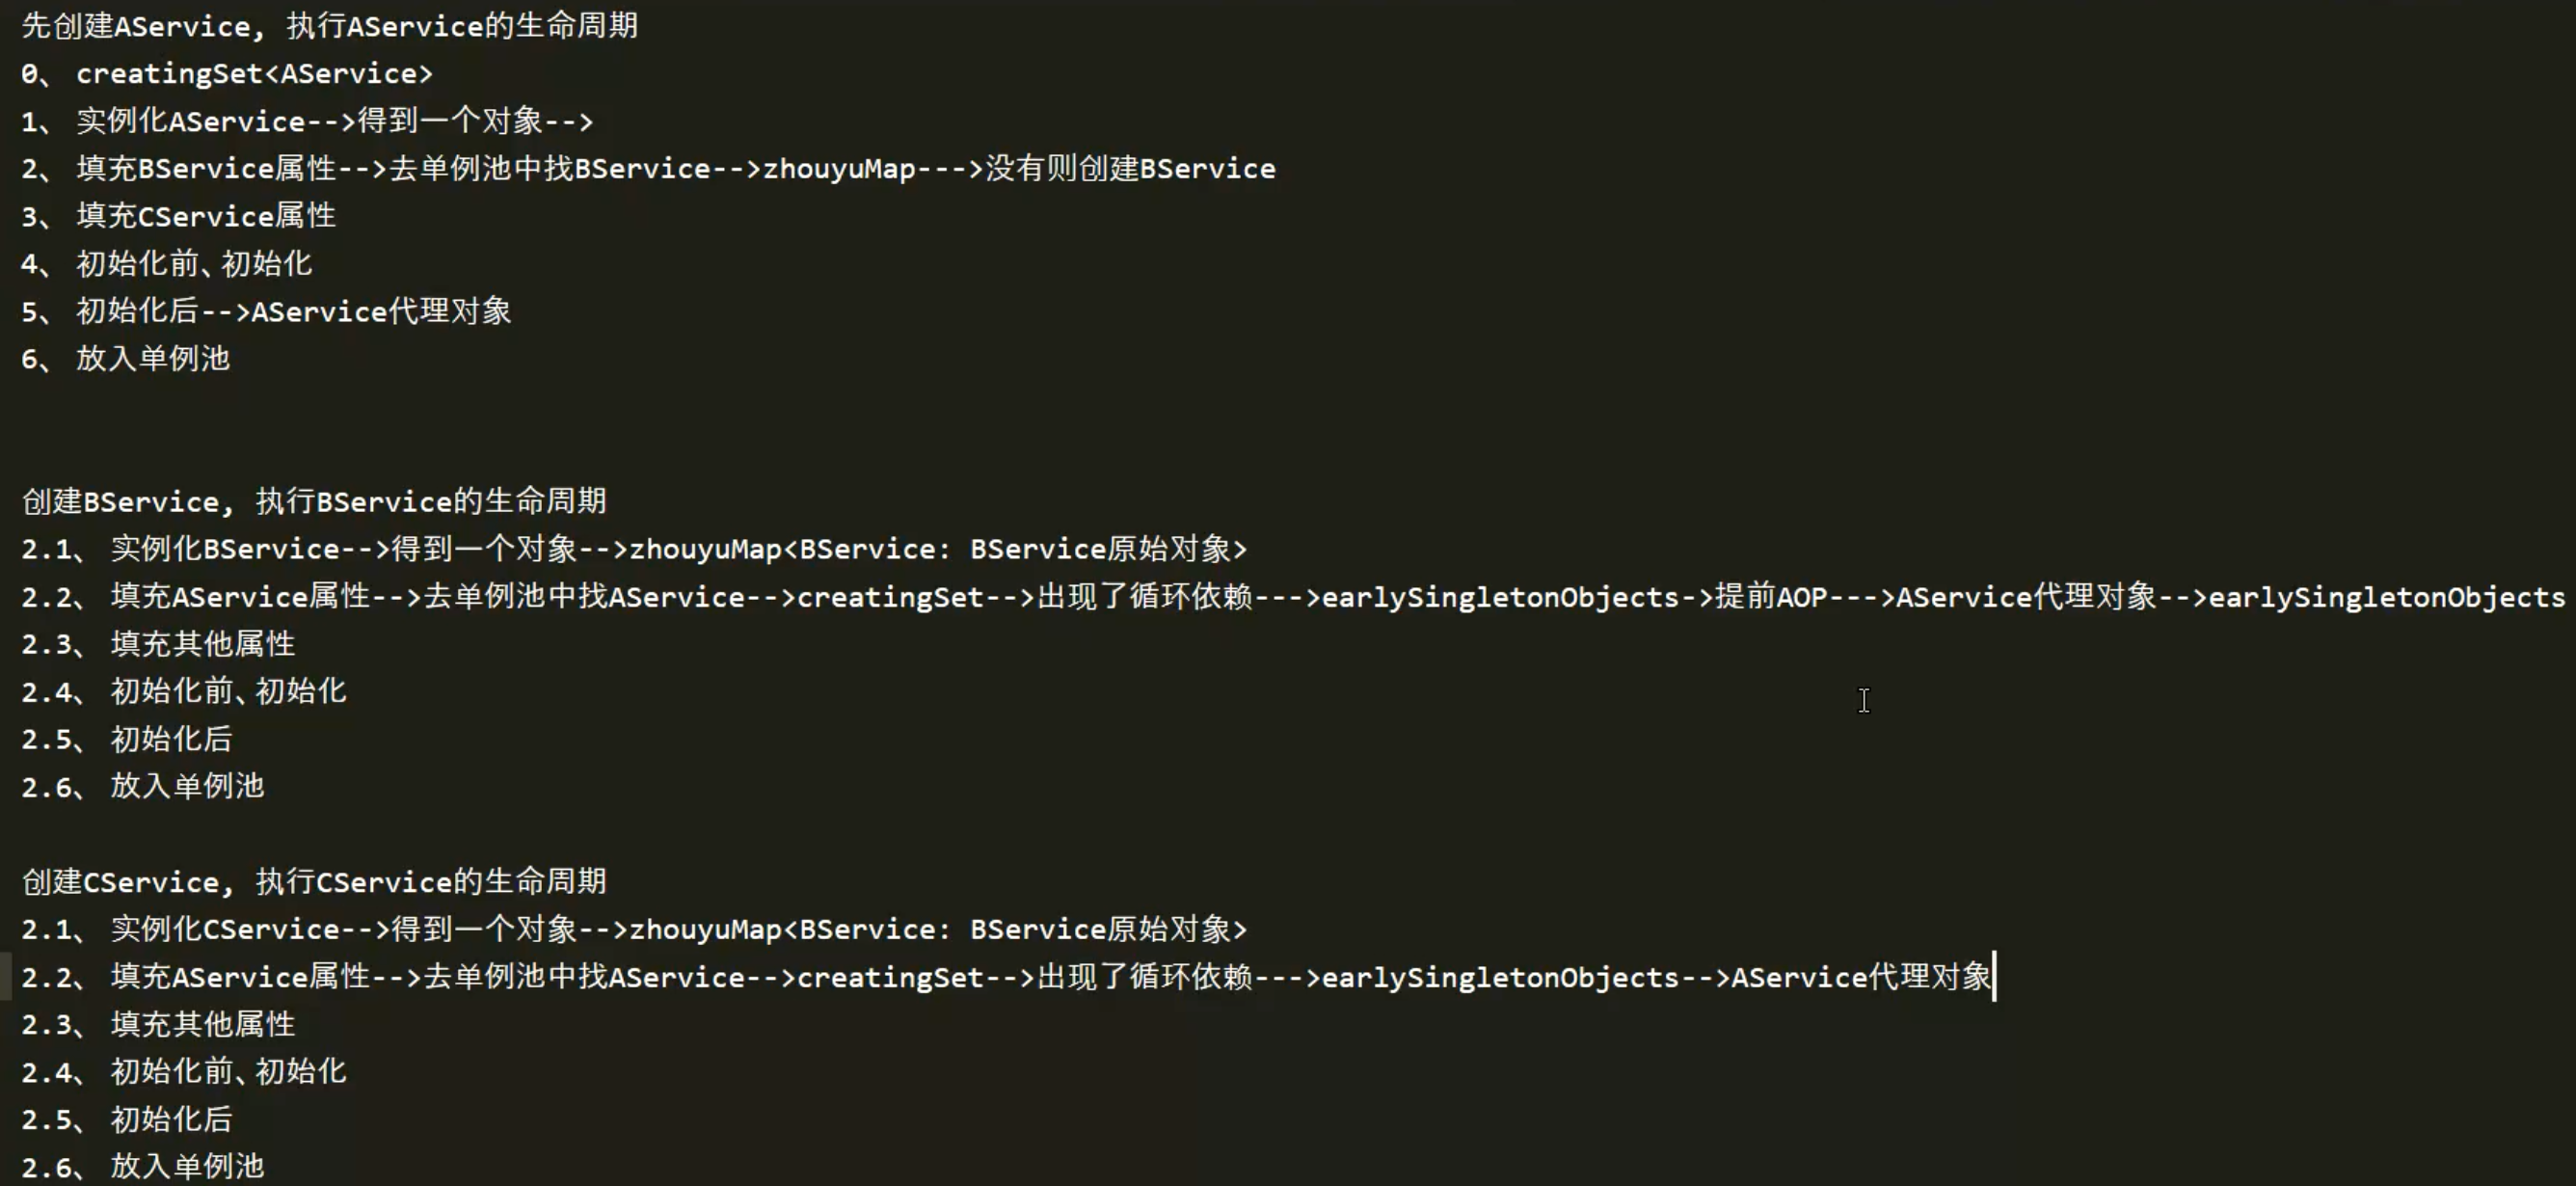 先创建AService, 执行AService的生命周期
0、 creatingSet<AService>
1、 实例化AService-->得到一个对象-->
2、 填充BService属性-->去单例池中找BService-->zhouyuMap--->没有则创建BService
3、 填充CService属性
4、 初始化前、初始化
5、 初始化后-->AService代理对象
6、 放入单例池
创建BService, 执行BService的生命周期
2.1、 实例化BService-->得到一个对象-->zhouyuMap<BService: BService原始对象>
2.2、 填充AService属性-->去单例池中找AService-->creatingSet-->出现了循环依赖--->earlySingletonObjects->提前AOP--->AService代理对象-->earlySingletonObjects
2.3、 填充其他属性
2.4、 初始化前、初始化
2.5、 初始化后
2.6、 放入单例池
创建CService, 执行CService的生命周期
2.1、 实例化CService-->得到一个对象-->zhouyuMap<BService: BService原始对象>
2.2、 填充AService属性-->去单例池中找AService-->creatingSet-->出现了循环依赖--->earlySingletonObjects-->AService代理对象
2.3、 填充其他属性
2.4、 初始化前、初始化
2.5、 初始化后
2.6、 放入单例池